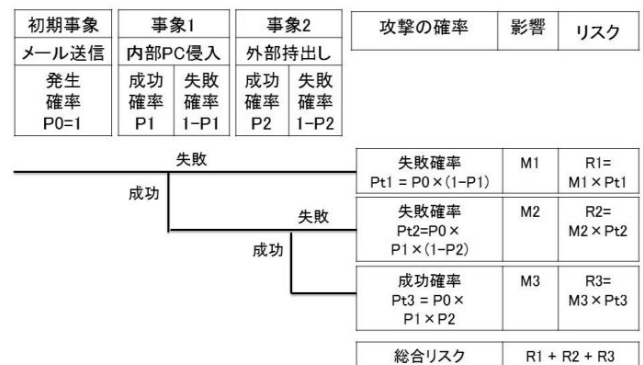 初期事象 事象1 事象2 攻撃の確率 影響 リスク
メール送信 内部PC侵入 外部持出し
発生 成功 失敗 成功 失敗
確率 確率 確率 確率 確率
P0=1 P1 1-P1 P2 1-P2
失敗
失敗確率 M1 R1=
Pt1 = P0×(1-P1) M1×Pt1
成功
失敗
失敗確率 M2 R2=
Pt2=P0× M2×Pt2
P1×(1-P2)
成功
成功確率 M3 R3=
Pt3 = P0× M3×Pt3
P1×P2
総合リスク R1 + R2 + R3